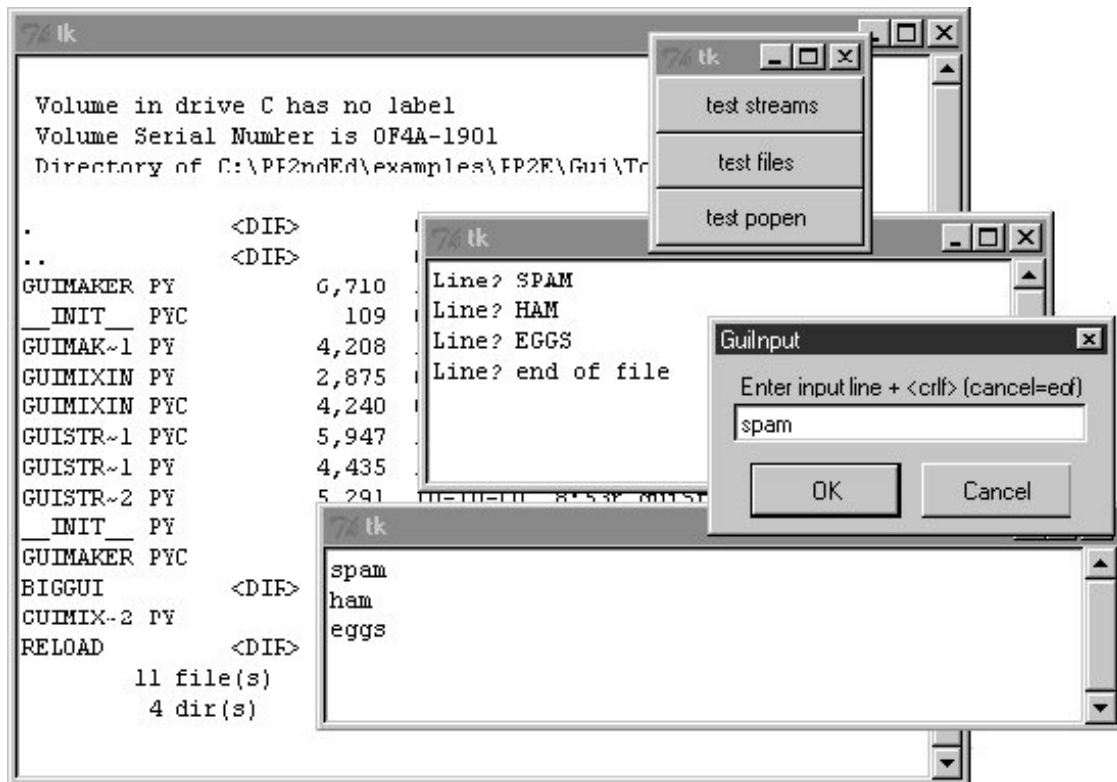 tk
Volume in drive C has no label
Volume Serial Number is 0F4A-1901
Directory of C:\PP2ndEd\examples\PP2E\Gui\
. <DIR>
.. <DIR>
GUIMAKER PY 6,710
__INIT__ PYC 109
GUIMAK~1 PY 4,208
GUIMIXIN PY 2,875
GUIMIXIN PYC 4,240
GUISTR~1 PYC 5,947
GUISTR~1 PY 4,435
GUISTR~2 PY 5,291
__INIT__ PY
GUIMAKER PYC
BIGGUI <DIR>
GUIMIX~2 PY
RELOAD <DIR>
11 file(s)
4 dir(s)
tk
test streams
test files
test popen
tk
Line? SPAM
Line? HAM
Line? EGGS
Line? end of file
GuiInput
Enter input line + <crlf> (cancel=eof)
spam
OK Cancel
tk
spam
ham
eggs